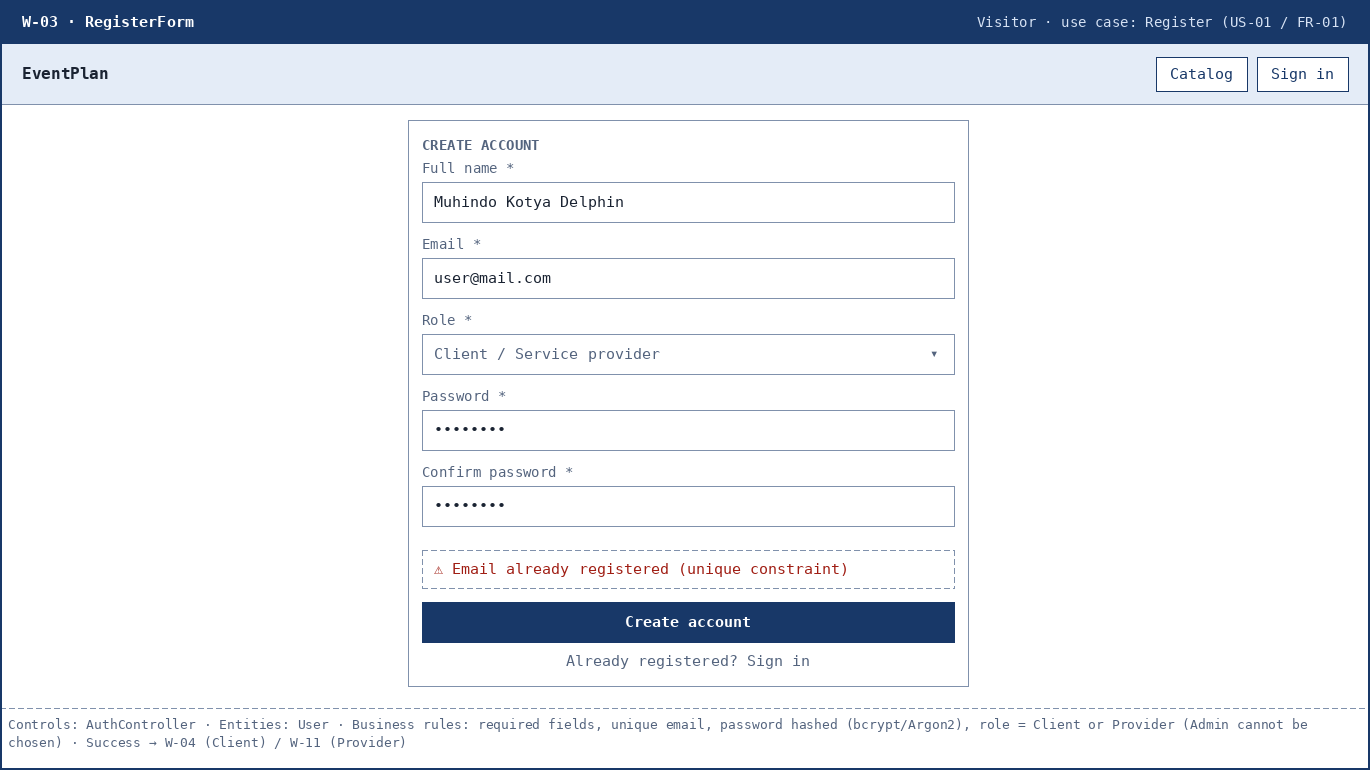 W-03 · RegisterForm
Visitor · use case: Register (US-01 / FR-01)
EventPlan
Catalog
Sign in
CREATE ACCOUNT
Full name *
Muhindo Kotya Delphin
Email *
user@mail.com
Role *
Client / Service provider ▾
Password *
••••••••
Confirm password *
••••••••
⚠ Email already registered (unique constraint)
Create account
Already registered? Sign in
Controls: AuthController · Entities: User · Business rules: required fields, unique email, password hashed (bcrypt/Argon2), role = Client or Provider (Admin cannot be
chosen) · Success → W-04 (Client) / W-11 (Provider)